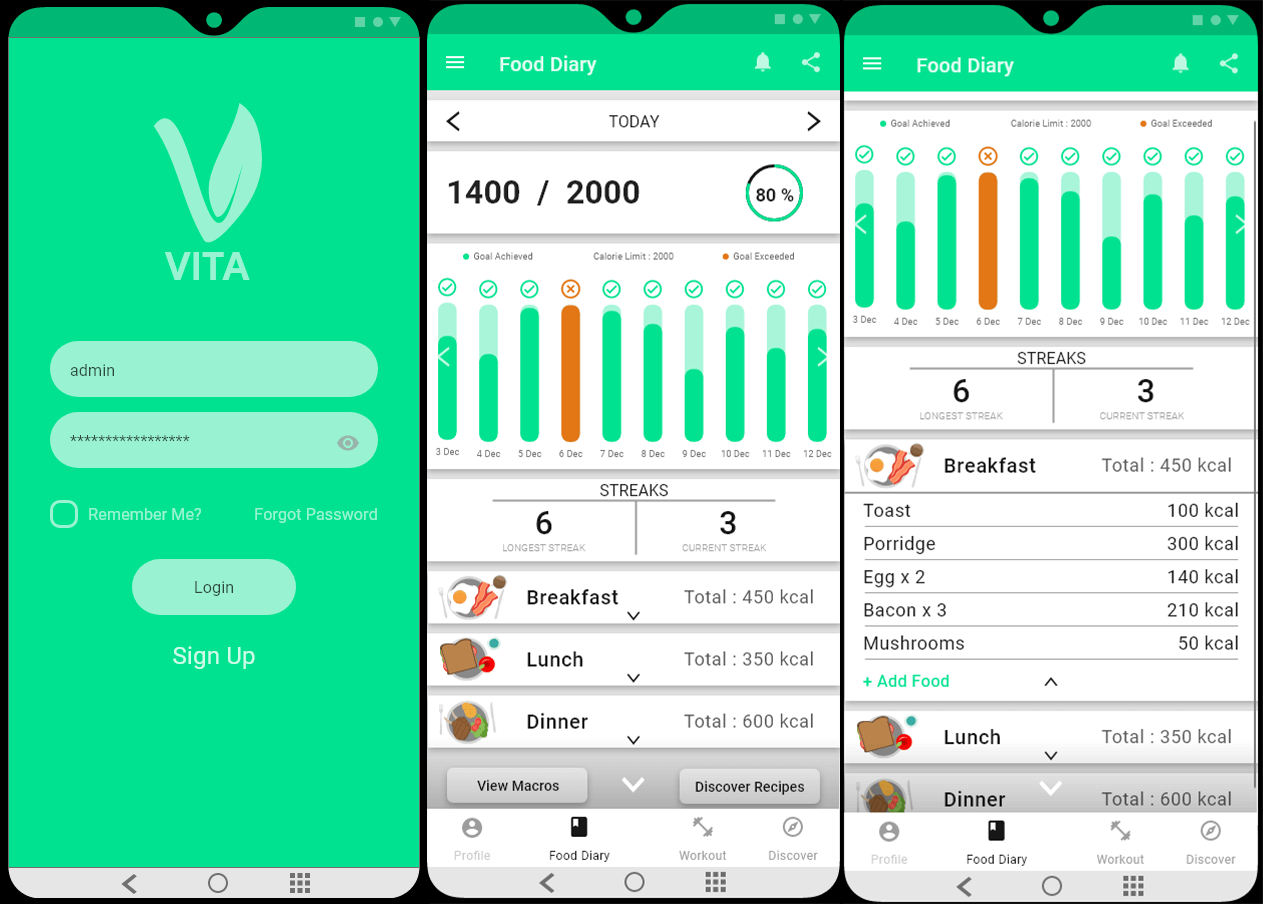 VITA
admin
*****************
Remember Me? Forgot Password
Login
Sign Up
Food Diary
TODAY
1400 / 2000 80 %
Goal Achieved Calorie Limit : 2000 Goal Exceeded
3 Dec 4 Dec 5 Dec 6 Dec 7 Dec 8 Dec 9 Dec 10 Dec 11 Dec 12 Dec
STREAKS
6 3
LONGEST STREAK CURRENT STREAK
Breakfast Total : 450 kcal
Lunch Total : 350 kcal
Dinner Total : 600 kcal
View Macros Discover Recipes
Profile Food Diary Workout Discover
Food Diary
Goal Achieved Calorie Limit : 2000 Goal Exceeded
3 Dec 4 Dec 5 Dec 6 Dec 7 Dec 8 Dec 9 Dec 10 Dec 11 Dec 12 Dec
STREAKS
6 3
LONGEST STREAK CURRENT STREAK
Breakfast Total : 450 kcal
Toast 100 kcal
Porridge 300 kcal
Egg x 2 140 kcal
Bacon x 3 210 kcal
Mushrooms 50 kcal
+ Add Food
Lunch Total : 350 kcal
Dinner Total : 600 kcal
Profile Food Diary Workout Discover